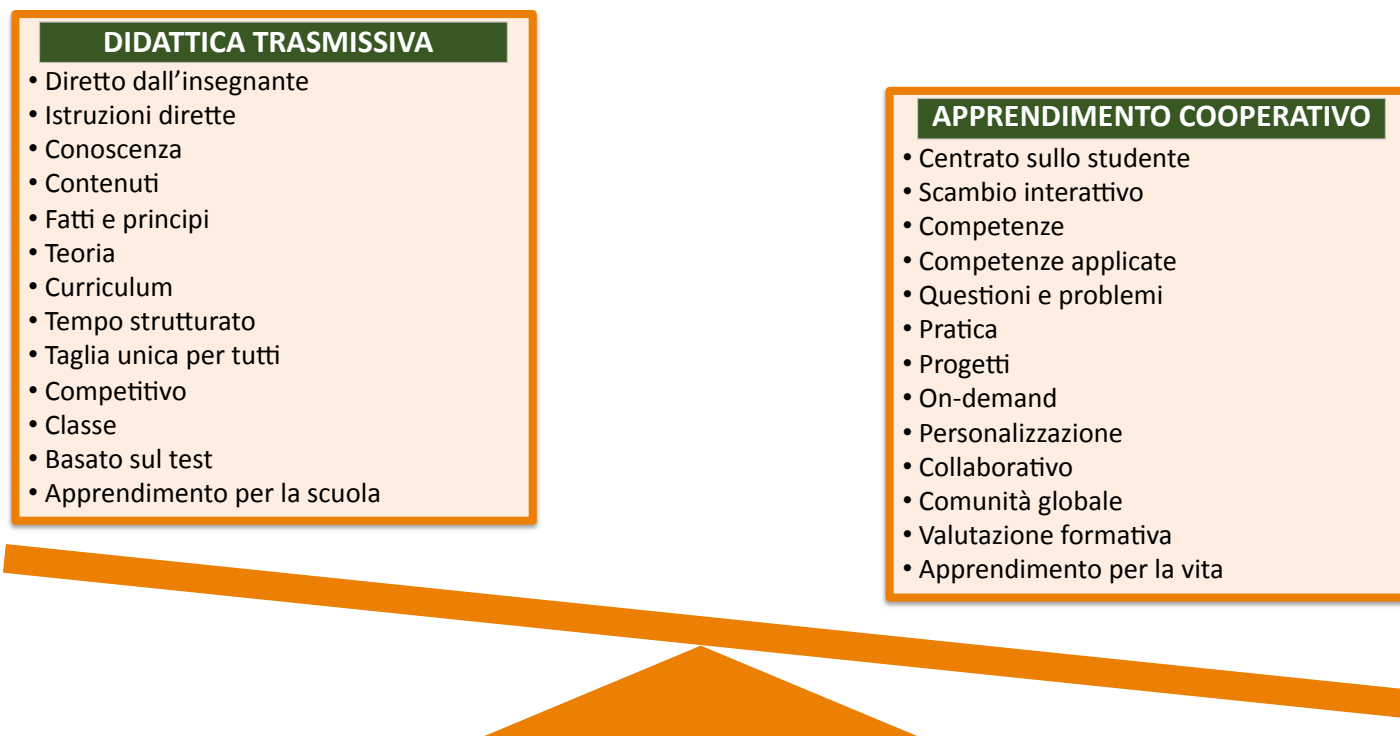 DIDATTICA TRASMISSIVA
• Diretto dall’insegnante
• Istruzioni dirette
• Conoscenza
• Contenuti
• Fatti e principi
• Teoria
• Curriculum
• Tempo strutturato
• Taglia unica per tutti
• Competitivo
• Classe
• Basato sul test
• Apprendimento per la scuola
APPRENDIMENTO COOPERATIVO
• Centrato sullo studente
• Scambio interattivo
• Competenze
• Competenze applicate
• Questioni e problemi
• Pratica
• Progetti
• On-demand
• Personalizzazione
• Collaborativo
• Comunità globale
• Valutazione formativa
• Apprendimento per la vita